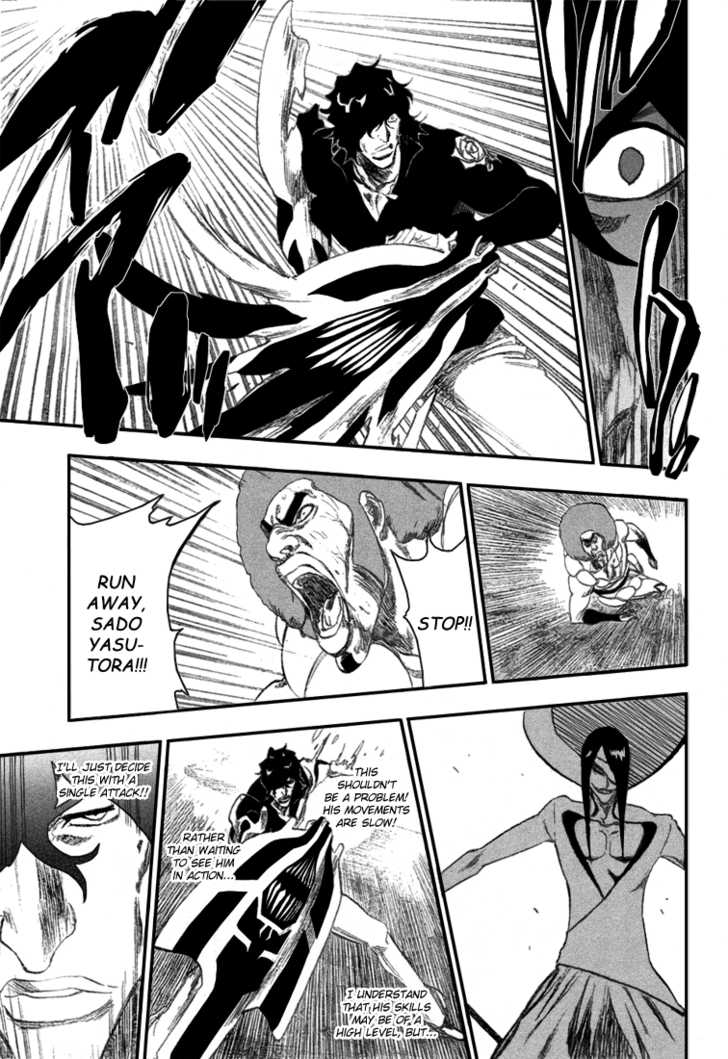 STOP!!
RUN
AWAY,
SADO
YASU-
TORA!!!
THIS
SHOULDN'T
BE A PROBLEM! HIS
MOVEMENTS
ARE SLOW!
RATHER
THAN WAITING
TO SEE HIM
IN ACTION...
I UNDERSTAND
THAT HIS SKILLS
MAY BE OF A
HIGH LEVEL, BUT...
I'LL JUST DECIDE
THIS WITH A
SINGLE ATTACK!!